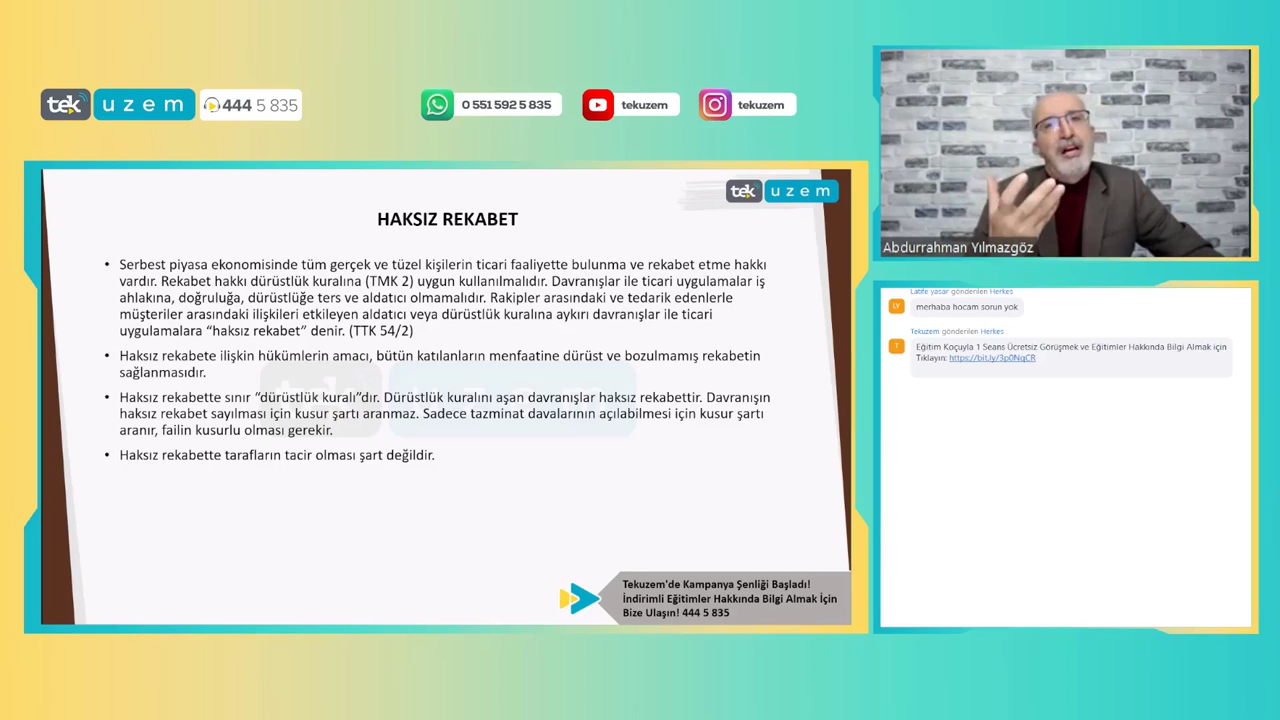 tek uzem 444 5 835
0 551 592 5 835
tekuzem
tekuzem
tek uzem
HAKSIZ REKABET
• Serbest piyasa ekonomisinde tüm gerçek ve tüzel kişilerin ticari faaliyette bulunma ve rekabet etme hakkı
vardır. Rekabet hakkı dürüstlük kuralına (TMK 2) uygun kullanılmalıdır. Davranışlar ile ticari uygulamalar iş
ahlakına, doğruluğa, dürüstlüğe ters ve aldatıcı olmamalıdır. Rakipler arasındaki ve tedarik edenlerle
müşteriler arasındaki ilişkileri etkileyen aldatıcı veya dürüstlük kuralına aykırı davranışlar ile ticari
uygulamalara “haksız rekabet” denir. (TTK 54/2)
• Haksız rekabete ilişkin hükümlerin amacı, bütün katılanların menfaatine dürüst ve bozulmamış rekabetin
sağlanmasıdır.
• Haksız rekabette sınır “dürüstlük kuralı”dır. Dürüstlük kuralını aşan davranışlar haksız rekabettir. Davranışın
haksız rekabet sayılması için kusur şartı aranmaz. Sadece tazminat davalarının açılabilmesi için kusur şartı
aranır, failin kusurlu olması gerekir.
• Haksız rekabette tarafların tacir olması şart değildir.
tek uzem
Tekuzem'de Kampanya Şenliği Başladı!
İndirimli Eğitimler Hakkında Bilgi Almak İçin
Bize Ulaşın! 444 5 835
Abdurrahman Yılmazgöz
Latife yasar gönderilen Herkes
LY
merhaba hocam sorun yok
Tekuzem gönderilen Herkes
T
Eğitim Koçuyla 1 Seans Ücretsiz Görüşmek ve Eğitimler Hakkında Bilgi Almak için
Tıklayın: https://bit.ly/3p0NqCR